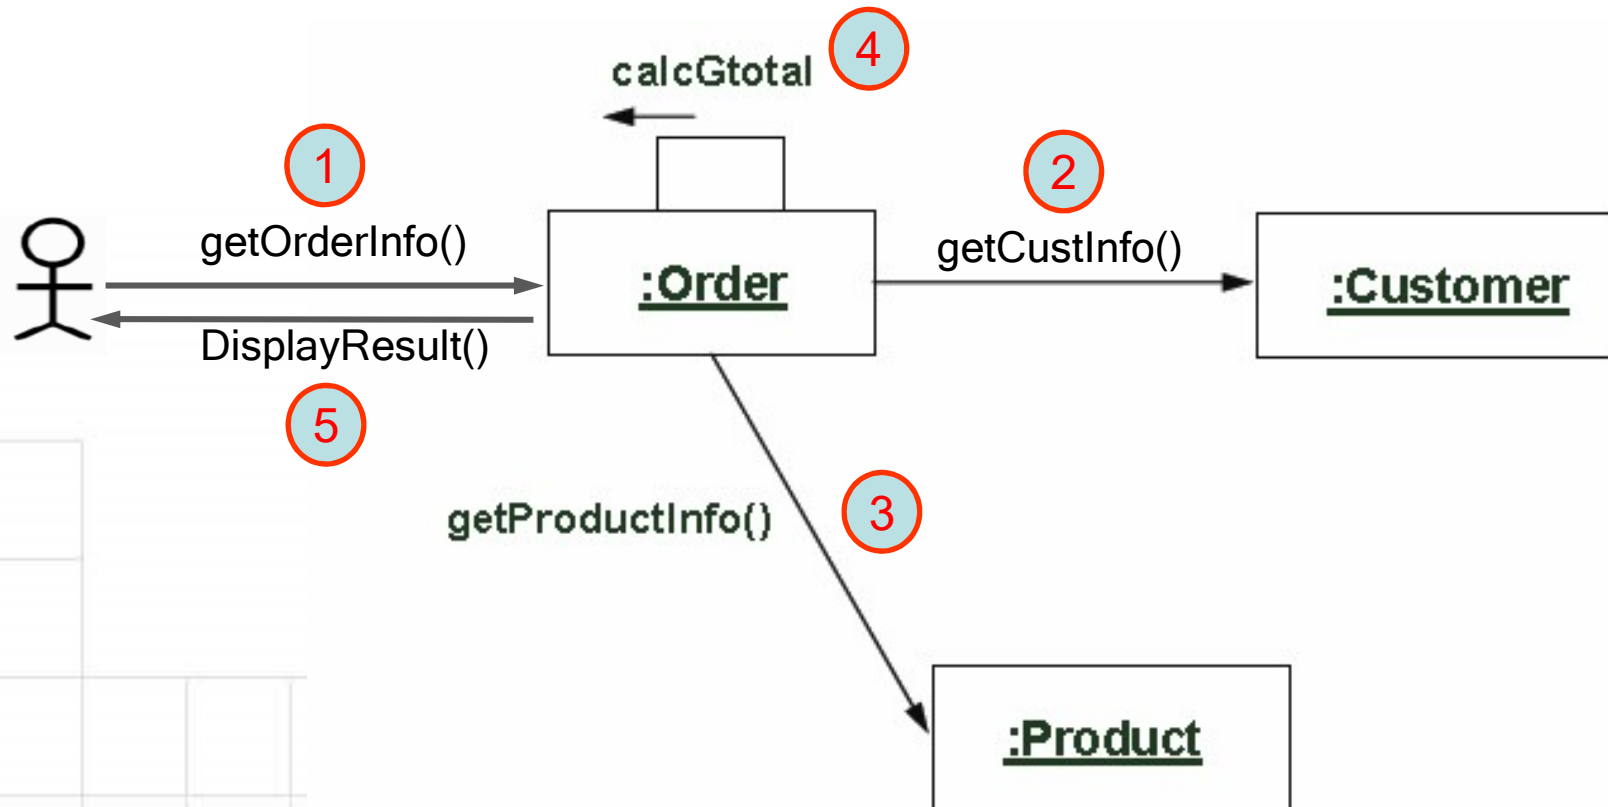 4
calcGtotal
1
2
getOrderInfo()
getCustInfo()
:Order
:Customer
DisplayResult()
5
3
getProductInfo()
:Product